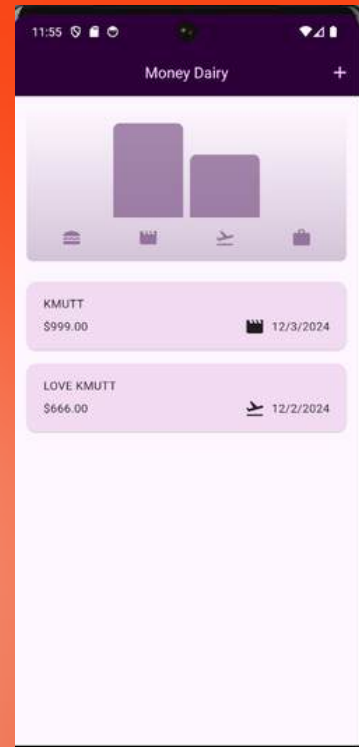 11:55
Money Dairy +
KMUTT
$999.00 12/3/2024
LOVE KMUTT
$666.00 12/2/2024